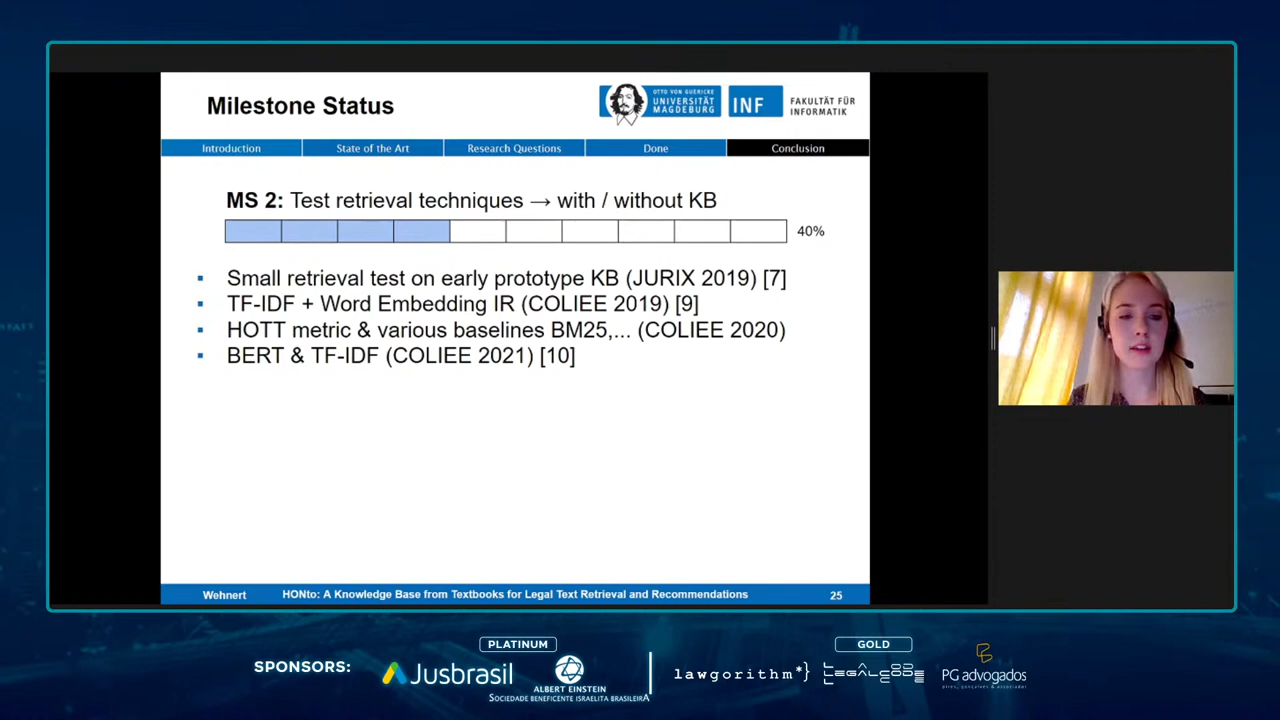 Milestone Status
OTTO VON GUERICKE
UNIVERSITÄT
MAGDEBURG
INF
FAKULTÄT FÜR
INFORMATIK
Introduction
State of the Art
Research Questions
Done
Conclusion
MS 2: Test retrieval techniques → with / without KB
40%
▪ Small retrieval test on early prototype KB (JURIX 2019) [7]
▪ TF-IDF + Word Embedding IR (COLIEE 2019) [9]
▪ HOTT metric & various baselines BM25,... (COLIEE 2020)
▪ BERT & TF-IDF (COLIEE 2021) [10]
Wehnert
HONto: A Knowledge Base from Textbooks for Legal Text Retrieval and Recommendations
25
SPONSORS:
PLATINUM
Jusbrasil
ALBERT EINSTEIN
SOCIEDADE BENEFICENTE ISRAELITA BRASILEIRA
GOLD
lawgorithm*}
LEGALCODE
PG advogados